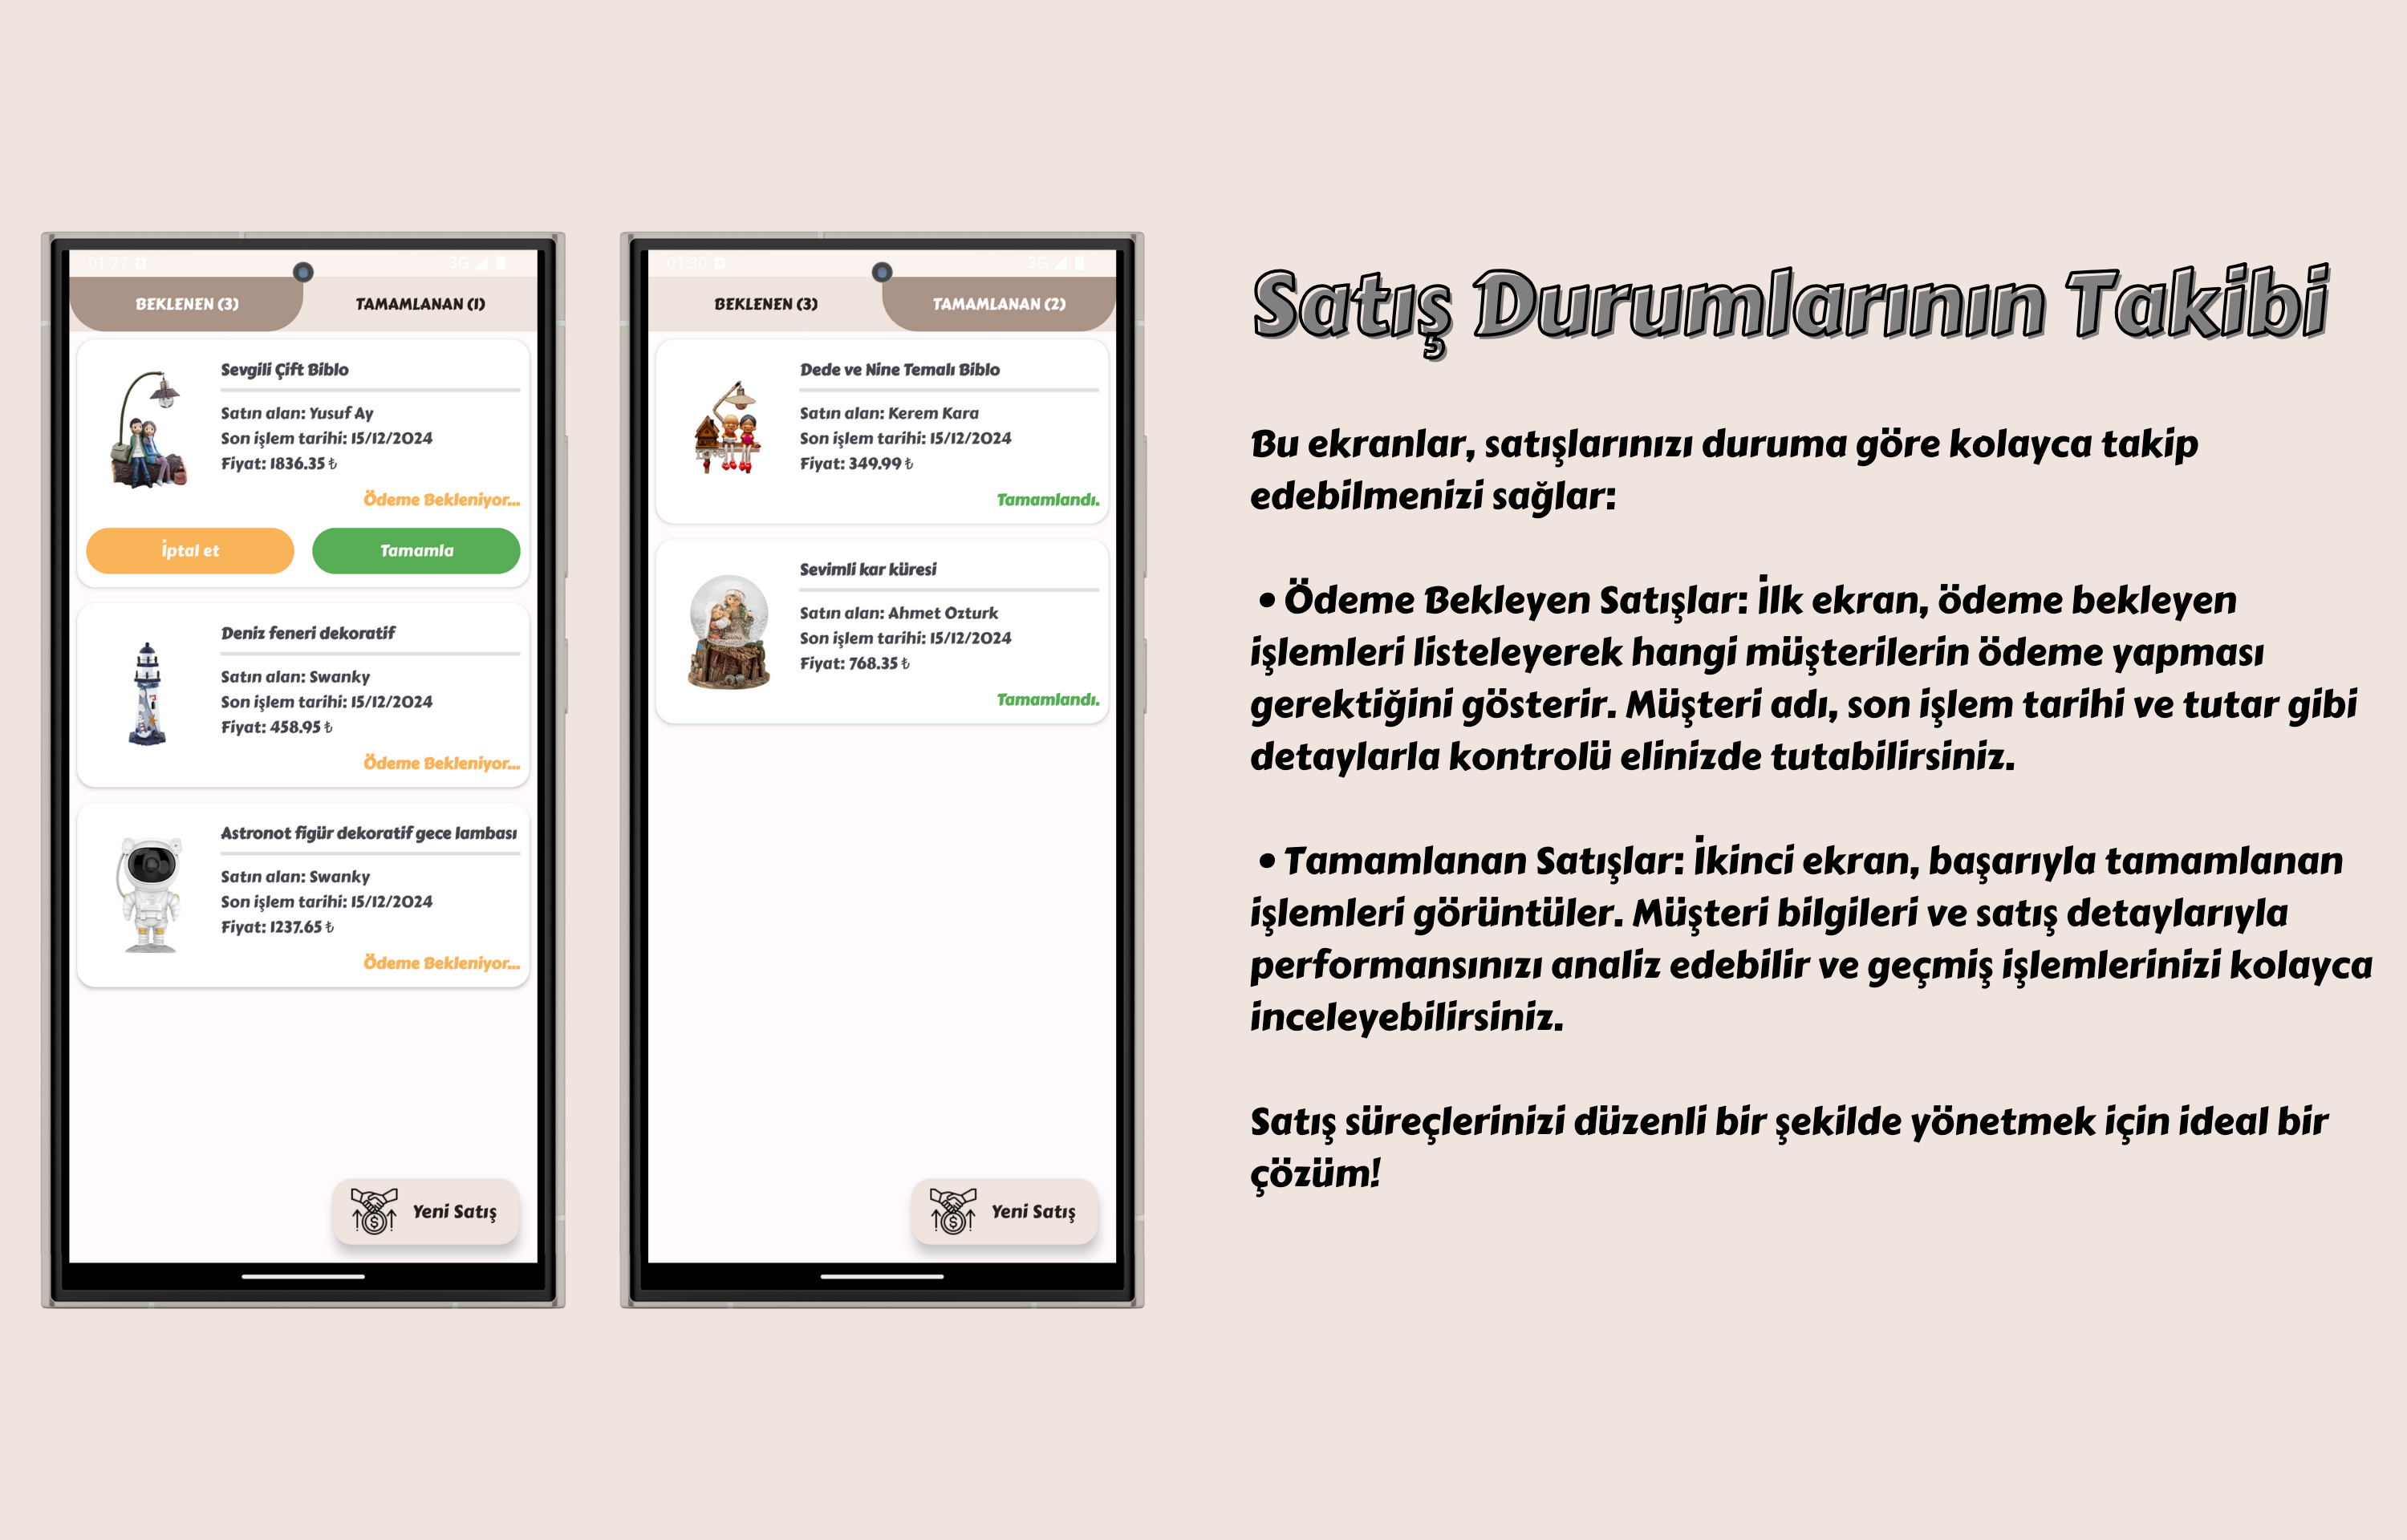 01:27
3G
BEKLENEN (3)
TAMAMLANAN (1)
Sevgili Çift Biblo
Satın alan: Yusuf Ay
Son işlem tarihi: 15/12/2024
Fiyat: 1836.35 ₺
Ödeme Bekleniyor...
İptal et
Tamamla
Deniz feneri dekoratif
Satın alan: Swanky
Son işlem tarihi: 15/12/2024
Fiyat: 458.95 ₺
Ödeme Bekleniyor...
Astronot figür dekoratif gece lambası
Satın alan: Swanky
Son işlem tarihi: 15/12/2024
Fiyat: 1237.65 ₺
Ödeme Bekleniyor...
Yeni Satış
01:30
3G
BEKLENEN (3)
TAMAMLANAN (2)
Dede ve Nine Temalı Biblo
Satın alan: Kerem Kara
Son işlem tarihi: 15/12/2024
Fiyat: 349.99 ₺
Tamamlandı.
Sevimli kar küresi
Satın alan: Ahmet Ozturk
Son işlem tarihi: 15/12/2024
Fiyat: 768.35 ₺
Tamamlandı.
Yeni Satış
Satış Durumlarının Takibi
Bu ekranlar, satışlarınızı duruma göre kolayca takip
edebilmenizi sağlar:
• Ödeme Bekleyen Satışlar: İlk ekran, ödeme bekleyen
işlemleri listeleyerek hangi müşterilerin ödeme yapması
gerektiğini gösterir. Müşteri adı, son işlem tarihi ve tutar gibi
detaylarla kontrolü elinizde tutabilirsiniz.
• Tamamlanan Satışlar: İkinci ekran, başarıyla tamamlanan
işlemleri görüntüler. Müşteri bilgileri ve satış detaylarıyla
performansınızı analiz edebilir ve geçmiş işlemlerinizi kolayca
inceleyebilirsiniz.
Satış süreçlerinizi düzenli bir şekilde yönetmek için ideal bir
çözüm!